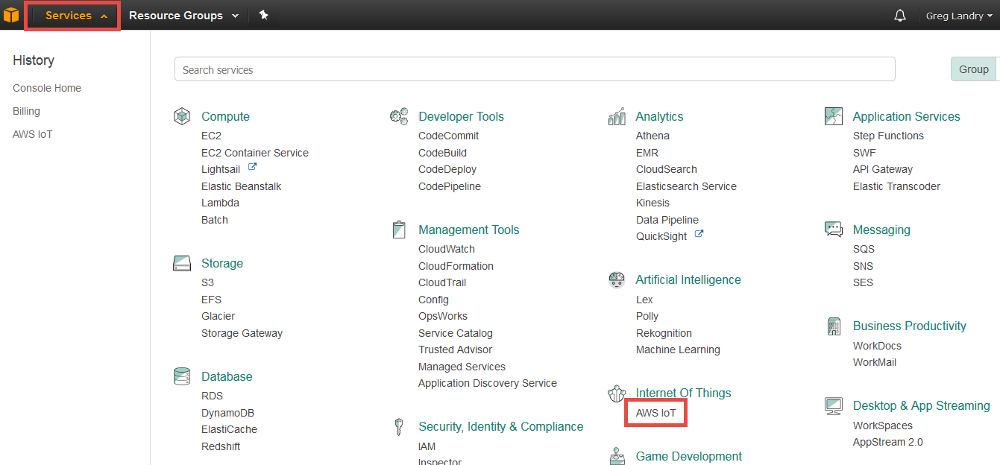 Services
Resource Groups
Greg Landry
History
Console Home
Billing
AWS IoT
Search services
Group
Compute
EC2
EC2 Container Service
Lightsail
Elastic Beanstalk
Lambda
Batch
Storage
S3
EFS
Glacier
Storage Gateway
Database
RDS
DynamoDB
ElastiCache
Redshift
Developer Tools
CodeCommit
CodeBuild
CodeDeploy
CodePipeline
Management Tools
CloudWatch
CloudFormation
CloudTrail
Config
OpsWorks
Service Catalog
Trusted Advisor
Managed Services
Application Discovery Service
Security, Identity & Compliance
IAM
Inspector
Analytics
Athena
EMR
CloudSearch
Elasticsearch Service
Kinesis
Data Pipeline
QuickSight
Artificial Intelligence
Lex
Polly
Rekognition
Machine Learning
Internet Of Things
AWS IoT
Game Development
Application Services
Step Functions
SWF
API Gateway
Elastic Transcoder
Messaging
SQS
SNS
SES
Business Productivity
WorkDocs
WorkMail
Desktop & App Streaming
WorkSpaces
AppStream 2.0